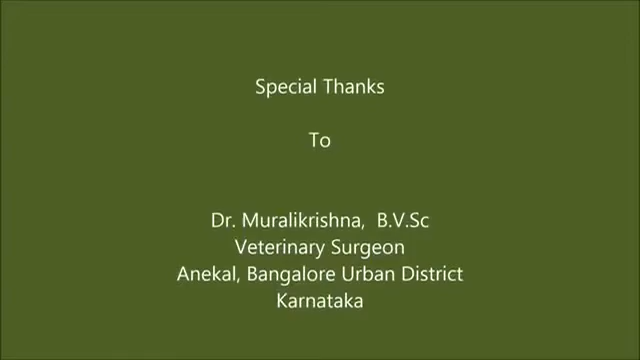 Special Thanks
To
Dr. Muralikrishna, B.V.Sc
Veterinary Surgeon
Anekal, Bangalore Urban District
Karnataka